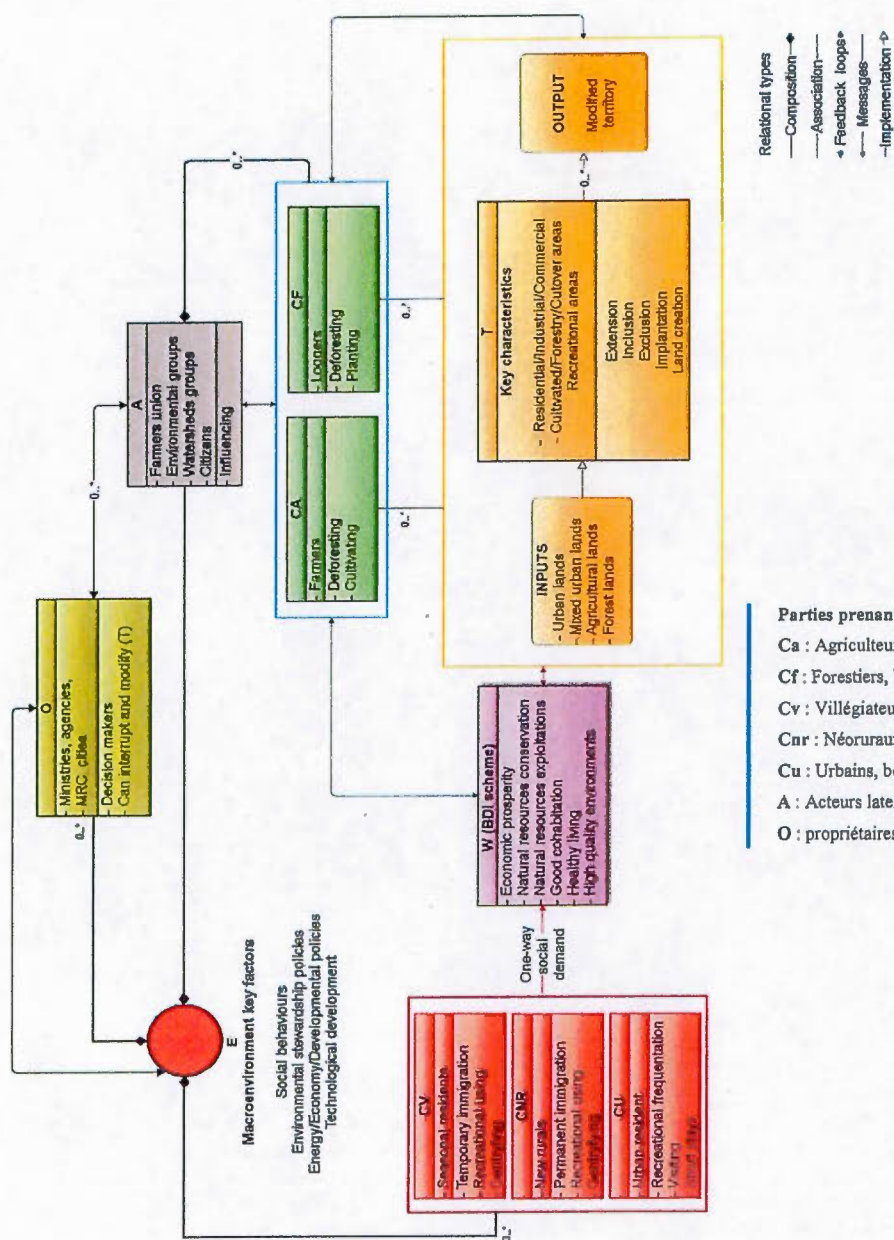 O
- Ministries, agencies,
- MRC, cities
- Decision makers
- Can interrupt and modify (T)
0..*
0..*
A
- Farmers union
- Environmental groups
- Watersheds groups
- Citizens
- Influencing
0..*
E
Macroenvironment key factors
Social behaviours
Environmental stewardship policies
Energy/Economy/Developmental policies
Technological development
CA
- Farmers
- Deforesting
- Cultivating
CF
- Loggers
- Deforesting
- Planting
0..*
0..*
CV
- Seasonal residents
- Temporary immigration
- Recreational using
CNR
- New rurals
- Permanent immigration
- Recreational using
- Gentrifying
CU
- Urban resident
- Recreational frequentation
- Visiting
0..*
One-way
social
demand
W (BDI scheme)
- Economic prosperity
- Natural resources conservation
- Natural resources exploitations
- Good cohabitation
- Healthy living
- High quality environments
INPUTS
- Urban lands
- Mixed urban lands
- Agricultural lands
- Forest lands
T
Key characteristics
- Residential/Industrial/Commercial
- Cultivated/Forestry/Cutover areas
Recreational areas
Extension
Inclusion
Exclusion
Implantation
Land creation
0..*
OUTPUT
Modified
territory
Relational types
Composition
Association
Feedback loops
Messages
Implementation
Parties prenan
Ca : Agriculteu
Cf : Forestiers,
Cv : Villégiateu
Cnr : Néoruraux
Cu : Urbains, b
A : Acteurs late
O : propriétaires